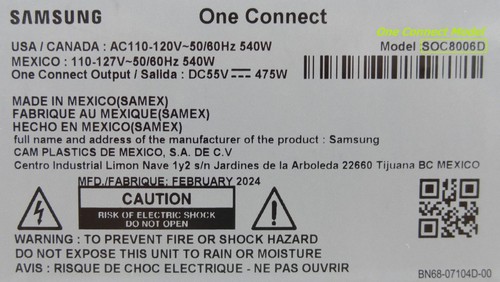 SAMSUNG One Connect
One Connect Model
USA / CANADA : AC110-120V~50/60Hz 540W Model SOC8006D
MEXICO : 110-127V~50/60Hz 540W
One Connect Output / Salida : DC55V 475W
MADE IN MEXICO(SAMEX)
FABRIQUE AU MEXIQUE(SAMEX)
HECHO EN MEXICO(SAMEX)
full name and address of the manufacturer of the product : Samsung
CAM PLASTICS DE MEXICO, S.A. DE C.V
Centro Industrial Limon Nave 1y2 s/n Jardines de la Arboleda 22660 Tijuana BC MEXICO
MFD./FABRIQUE: FEBRUARY 2024
CAUTION
RISK OF ELECTRIC SHOCK
DO NOT OPEN
WARNING : TO PREVENT FIRE OR SHOCK HAZARD
DO NOT EXPOSE THIS UNIT TO RAIN OR MOISTURE
AVIS : RISQUE DE CHOC ELECTRIQUE-NE PAS OUVRIR
BN68-07104D-00